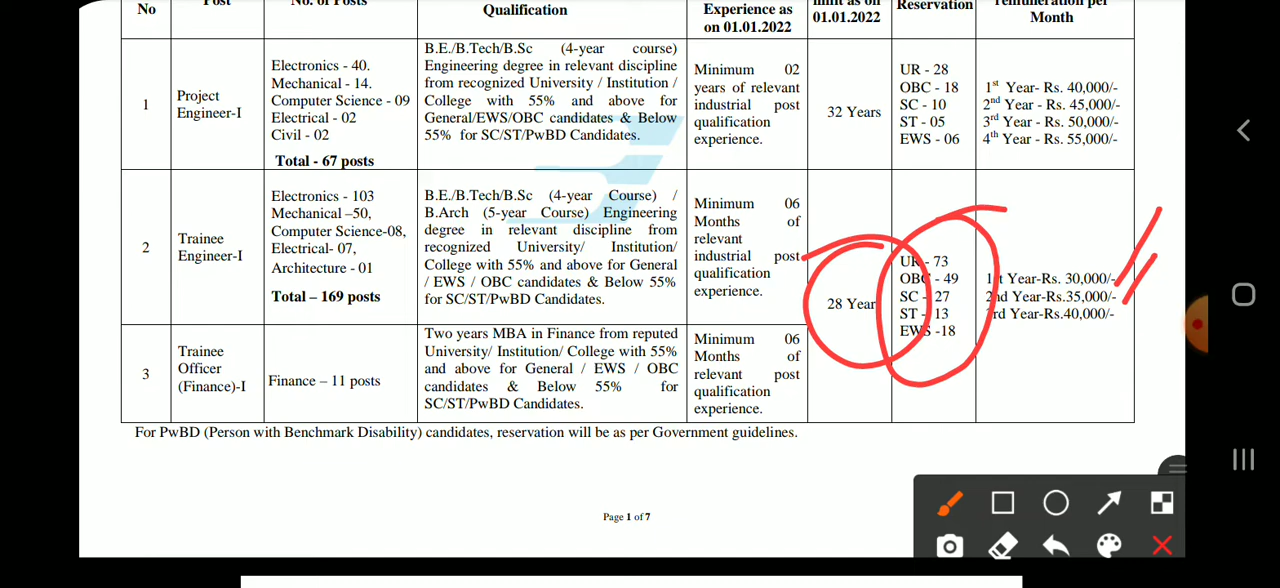 No
Post
No. of Posts
Qualification
Experience as
on 01.01.2022
limit as on
01.01.2022
Reservation
remuneration per
Month
1
Project
Engineer-I
Electronics - 40.
Mechanical - 14.
Computer Science - 09
Electrical - 02
Civil - 02
Total - 67 posts
B.E./B.Tech/B.Sc (4-year course)
Engineering degree in relevant discipline
from recognized University / Institution /
College with 55% and above for
General/EWS/OBC candidates & Below
55% for SC/ST/PwBD Candidates.
Minimum 02
years of relevant
industrial post
qualification
experience.
32 Years
UR - 28
OBC - 18
SC - 10
ST - 05
EWS - 06
1st Year- Rs. 40,000/-
2nd Year - Rs. 45,000/-
3rd Year - Rs. 50,000/-
4th Year - Rs. 55,000/-
2
Trainee
Engineer-I
Electronics - 103
Mechanical –50,
Computer Science-08,
Electrical- 07,
Architecture - 01
Total – 169 posts
B.E./B.Tech/B.Sc (4-year Course) /
B.Arch (5-year Course) Engineering
degree in relevant discipline from
recognized University/ Institution/
College with 55% and above for General
/ EWS / OBC candidates & Below 55%
for SC/ST/PwBD Candidates.
Minimum 06
Months of
relevant
industrial post
qualification
experience.
28 Year
UR - 73
OBC - 49
SC - 27
ST - 13
EWS -18
1st Year-Rs. 30,000/-
2nd Year-Rs.35,000/-
3rd Year-Rs.40,000/-
3
Trainee
Officer
(Finance)-I
Finance – 11 posts
Two years MBA in Finance from reputed
University/ Institution/ College with 55%
and above for General / EWS / OBC
candidates & Below 55% for
SC/ST/PwBD Candidates.
Minimum 06
Months of
relevant post
qualification
experience.
For PwBD (Person with Benchmark Disability) candidates, reservation will be as per Government guidelines.
Page 1 of 7